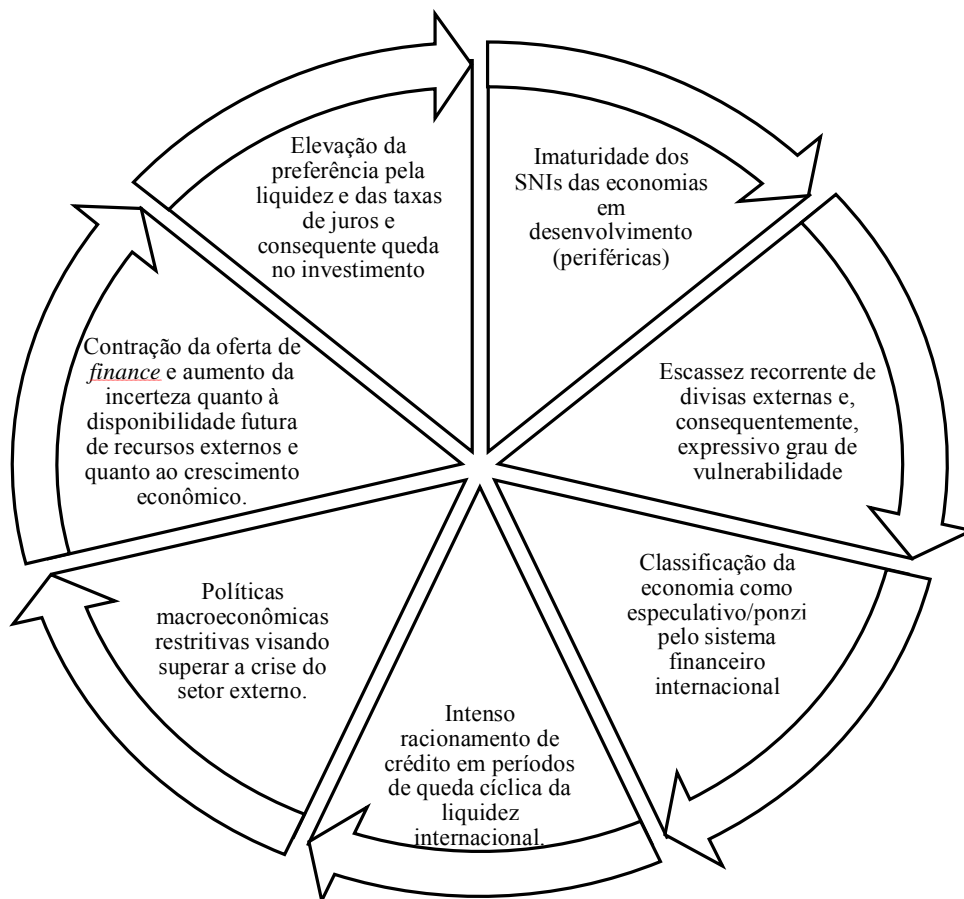 Elevação da
preferência pela
liquidez e das taxas
de juros e
consequente queda
no investimento
Imaturidade dos
SNIs das economias
em
desenvolvimento
(periféricas)
Escassez recorrente de
divisas externas e,
consequentemente,
expressivo grau de
vulnerabilidade
Classificação da
economia como
especulativo/ponzi
pelo sistema
financeiro
internacional
Intenso
racionamento de
crédito em períodos
de queda cíclica da
liquidez
internacional.
Políticas
macroeconômicas
restritivas visando
superar a crise do
setor externo.
Contração da oferta de
finance e aumento da
incerteza quanto à
disponibilidade futura
de recursos externos e
quanto ao crescimento
econômico.